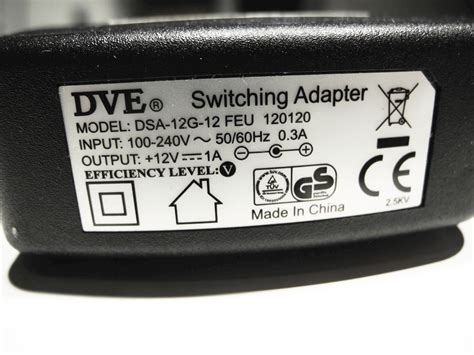 DVE® Switching Adapter
MODEL: DSA-12G-12 FEU 120120
INPUT: 100-240V ~ 50/60Hz 0.3A
OUTPUT: +12V ⎓ 1A
EFFICIENCY LEVEL: V
TÜV GS
Made In China
2.5KV